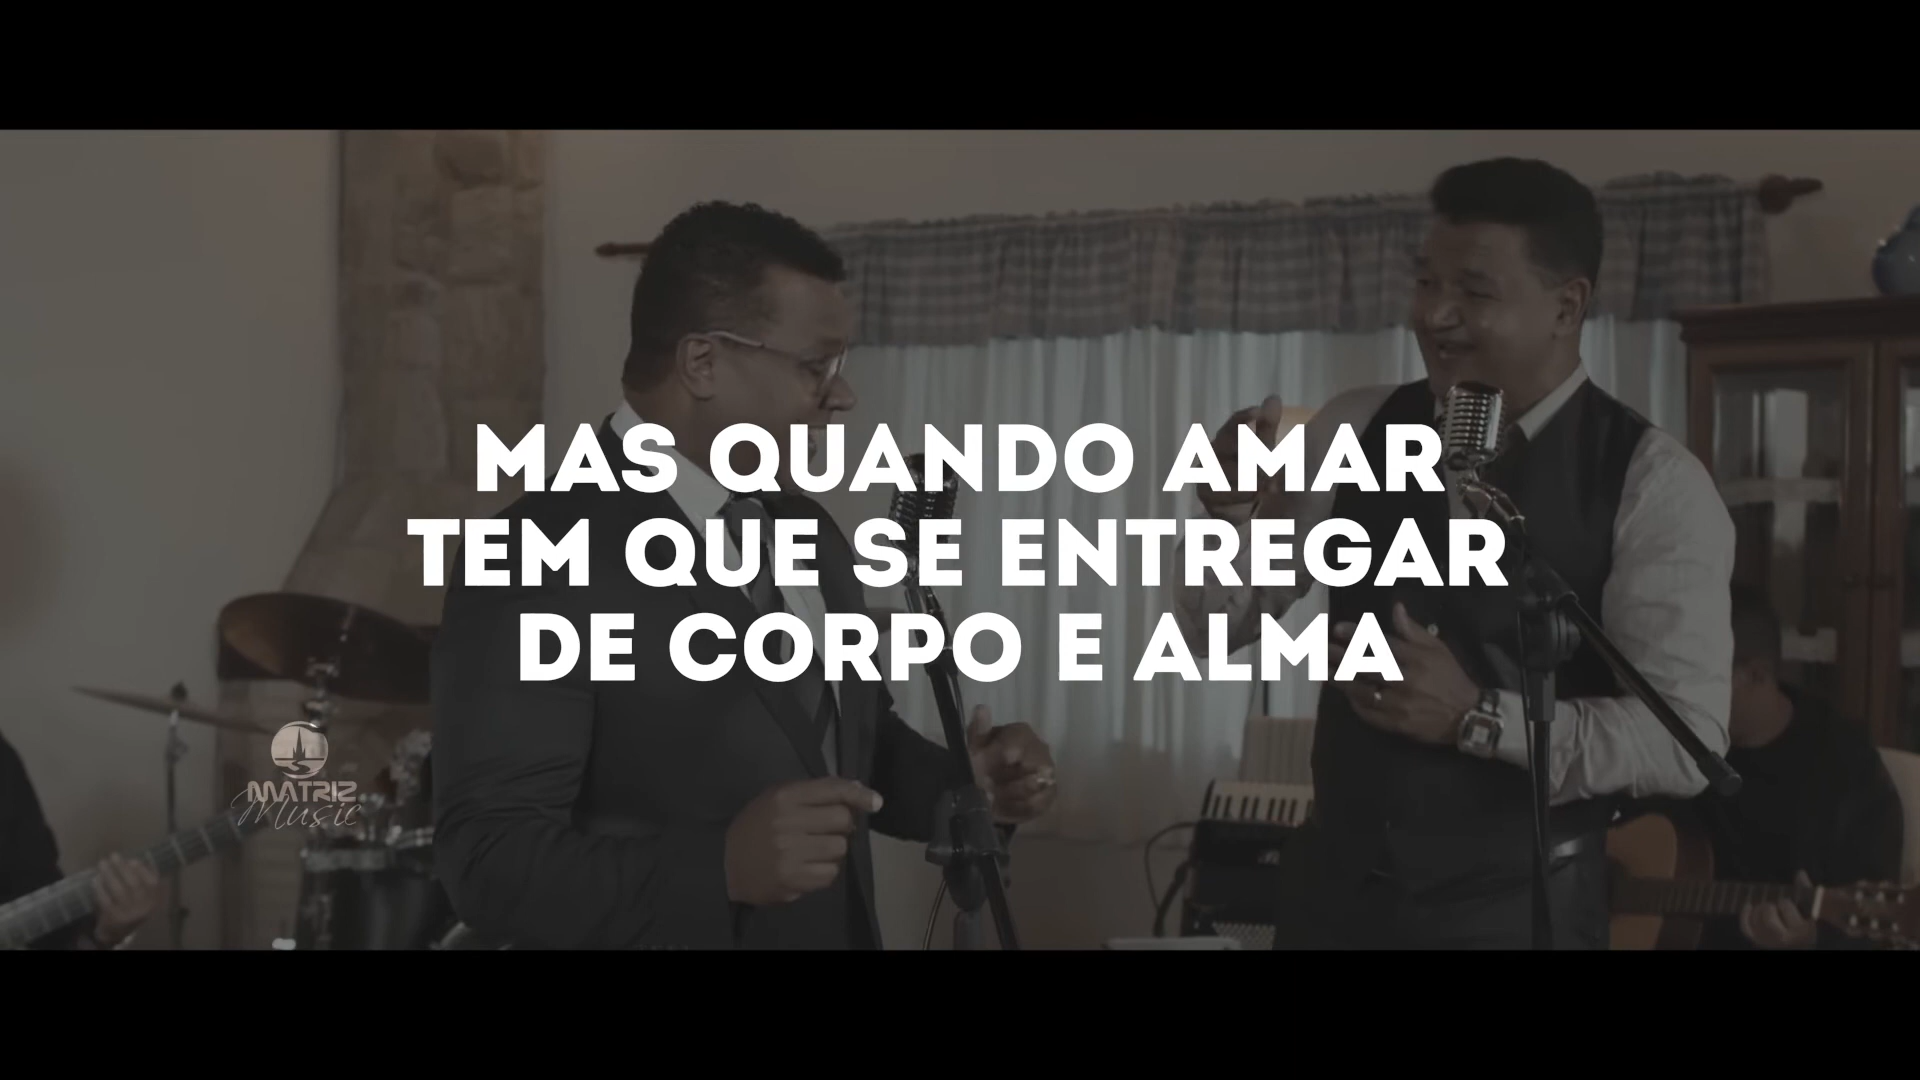 MAS QUANDO AMAR
TEM QUE SE ENTREGAR
DE CORPO E ALMA
MATRIZ
Music